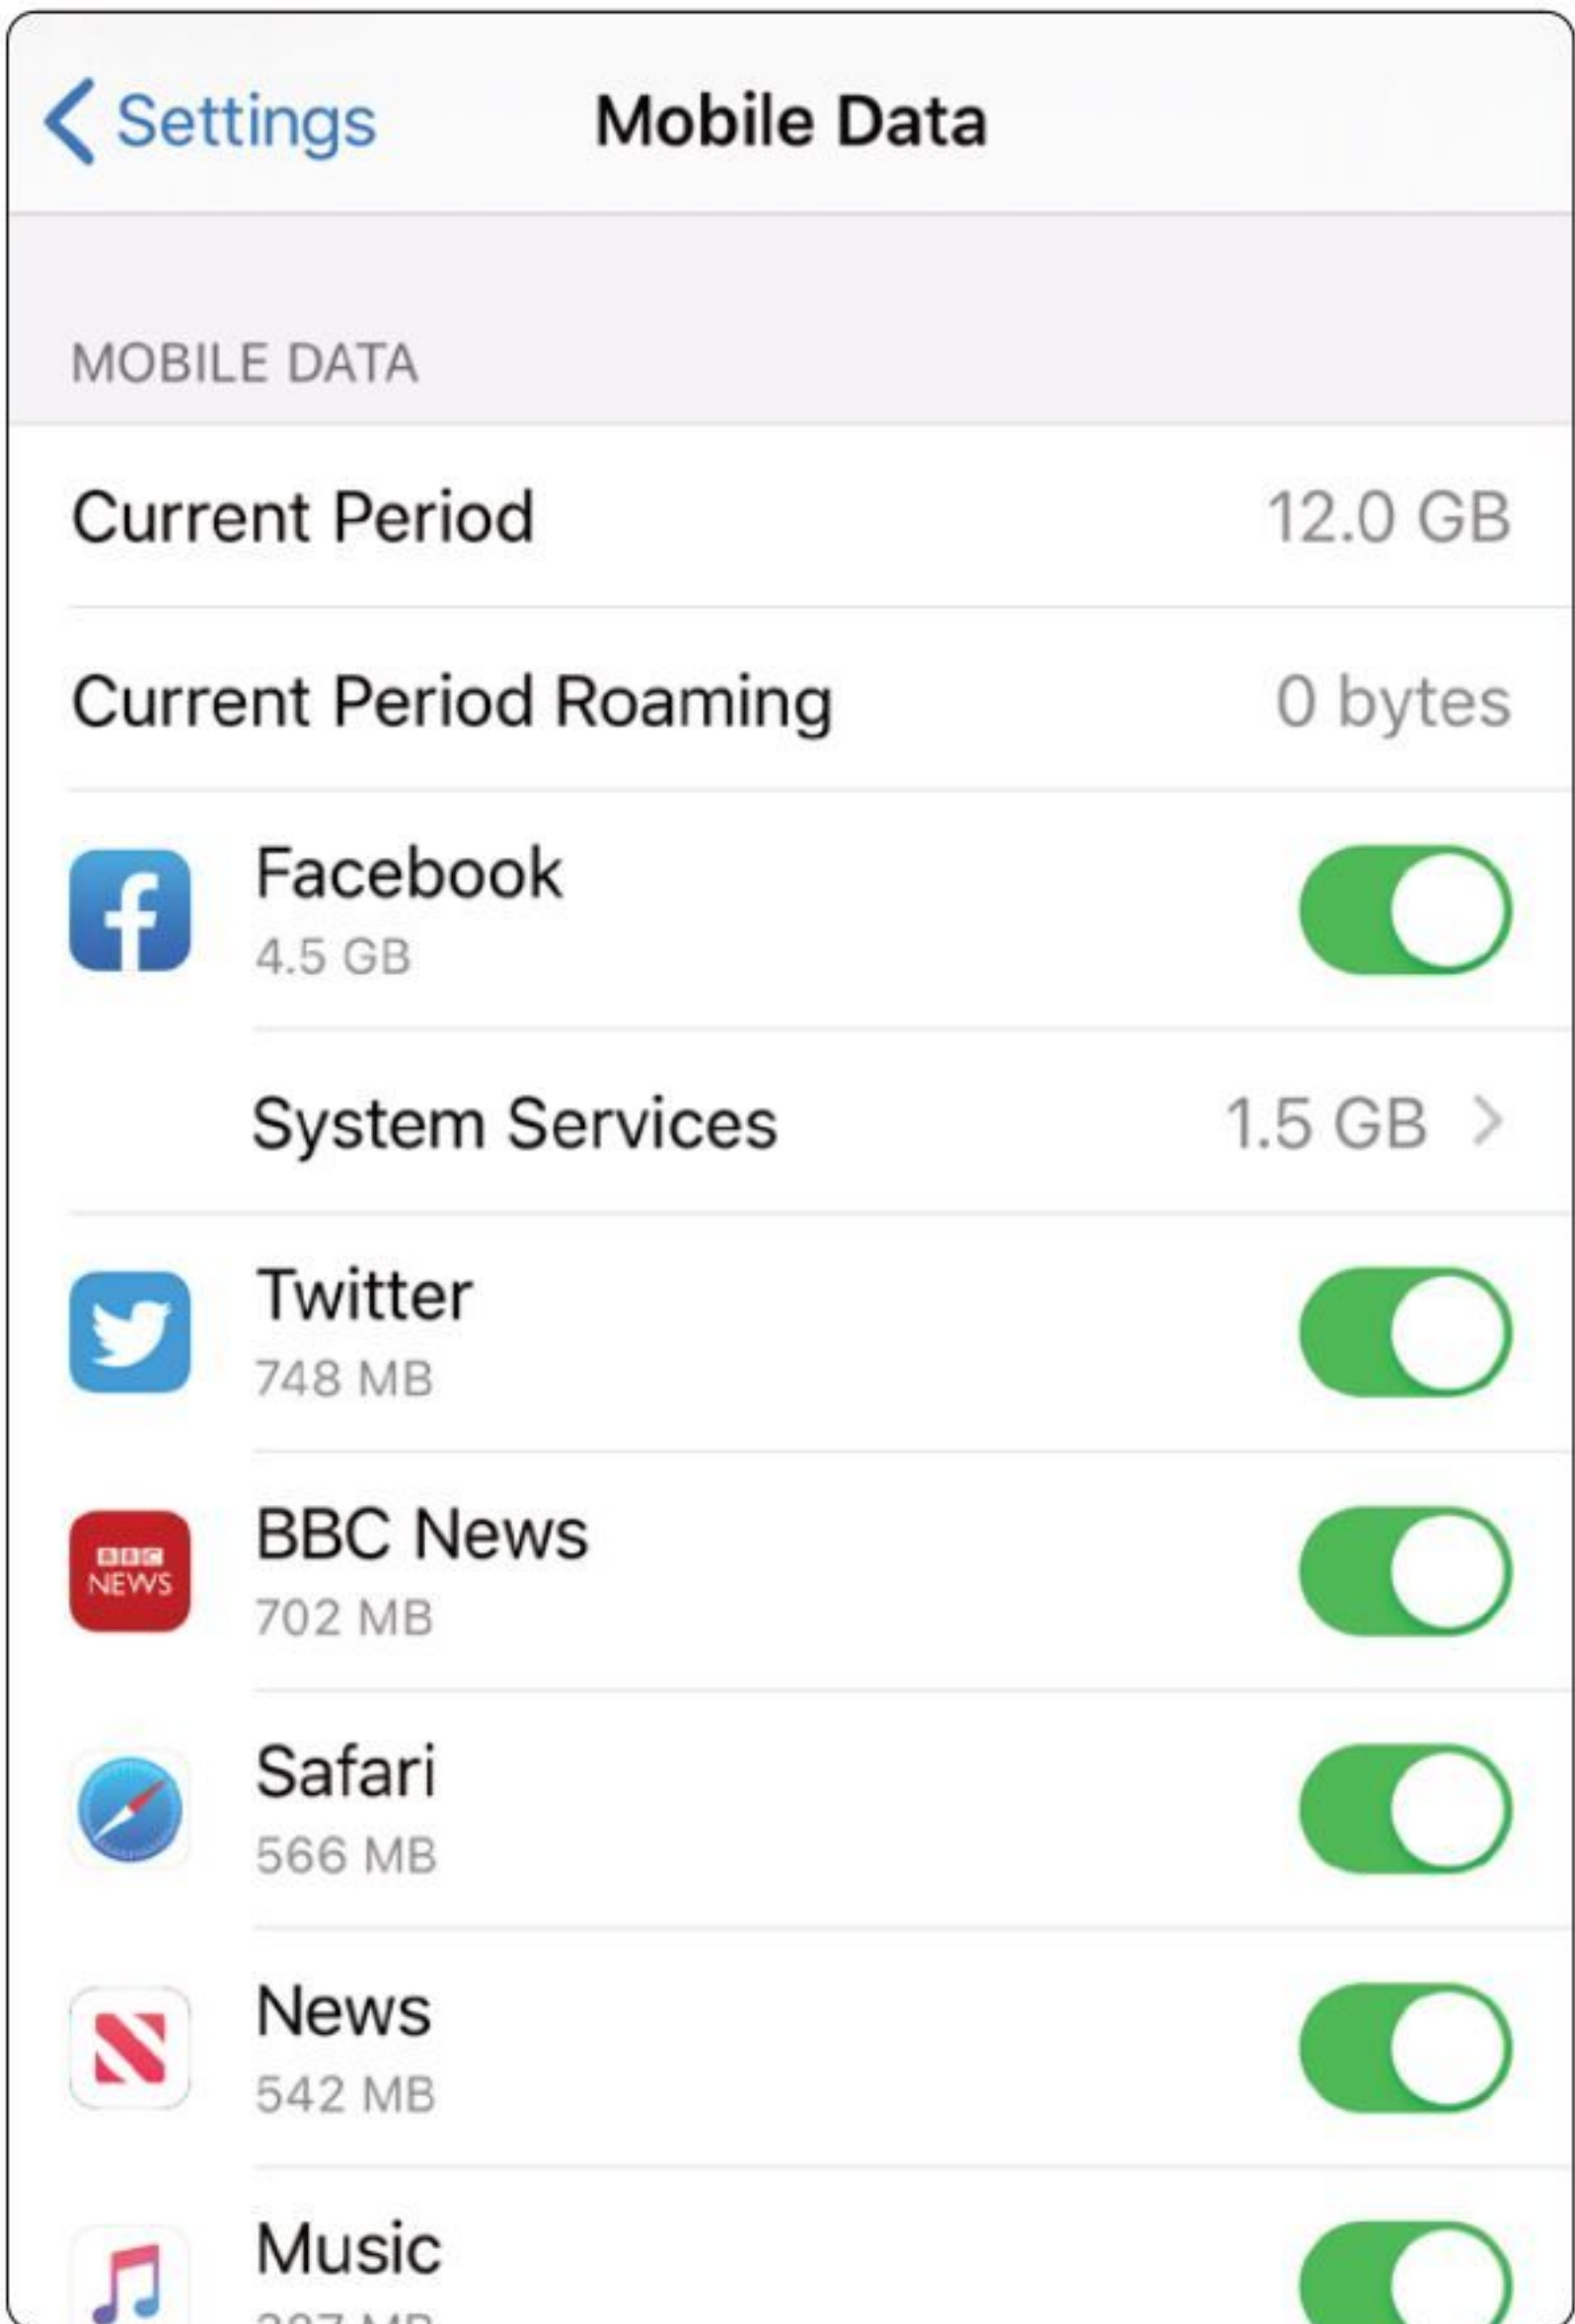 Settings
Mobile Data
MOBILE DATA
Current Period
12.0 GB
Current Period Roaming
0 bytes
Facebook
4.5 GB
System Services
1.5 GB
Twitter
748 MB
BBC
NEWS
BBC News
702 MB
Safari
566 MB
News
542 MB
Music